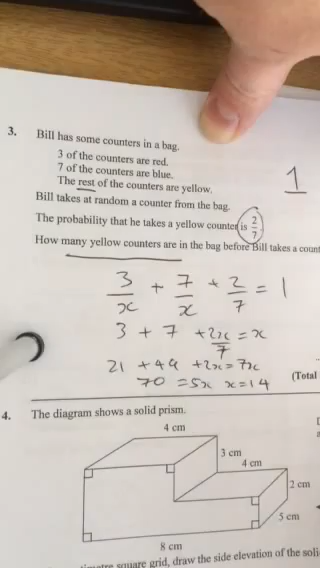 3. Bill has some counters in a bag.
3 of the counters are red.
7 of the counters are blue.
The rest of the counters are yellow.
1
Bill takes at random a counter from the bag.
The probability that he takes a yellow counter is 2/7.
How many yellow counters are in the bag before Bill takes a count
3/x + 7/x + 2/7 = 1
3 + 7 + 2x/7 = x
21 + 49 + 2x = 7x
70 = 5x x = 14
(Total
4. The diagram shows a solid prism.
4 cm
3 cm
4 cm
2 cm
5 cm
8 cm
square grid, draw the side elevation of the soli